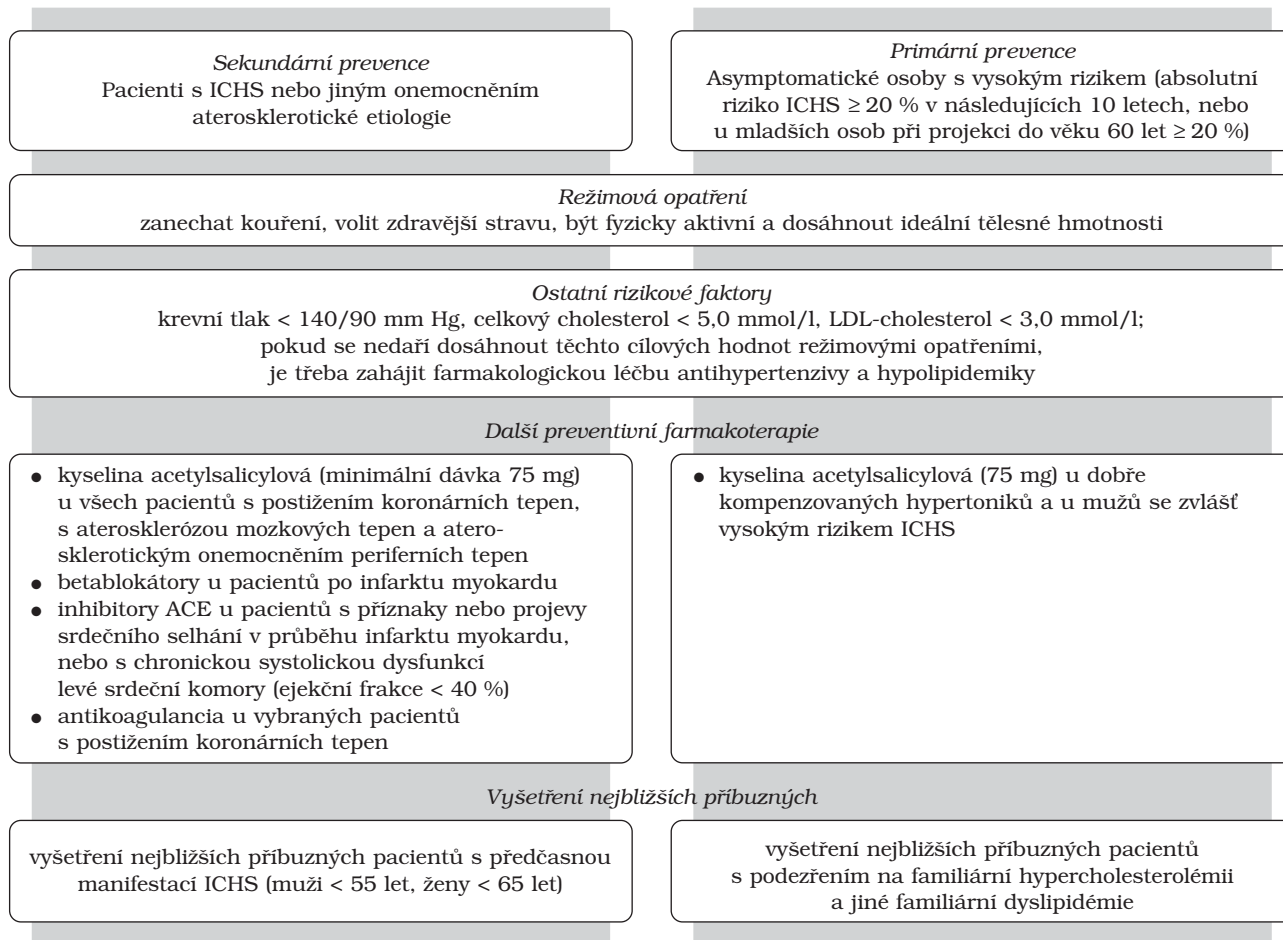 Sekundární prevence
Pacienti s ICHS nebo jiným onemocněním
aterosklerotické etiologie
Primární prevence
Asymptomatické osoby s vysokým rizikem (absolutní
riziko ICHS ≥ 20 % v následujících 10 letech, nebo
u mladších osob při projekci do věku 60 let ≥ 20 %)
Režimová opatření
zanechat kouření, volit zdravější stravu, být fyzicky aktivní a dosáhnout ideální tělesné hmotnosti
Ostatní rizikové faktory
krevní tlak < 140/90 mm Hg, celkový cholesterol < 5,0 mmol/l, LDL-cholesterol < 3,0 mmol/l;
pokud se nedaří dosáhnout těchto cílových hodnot režimovými opatřeními,
je třeba zahájit farmakologickou léčbu antihypertenzivy a hypolipidemiky
Další preventivní farmakoterapie
● kyselina acetylsalicylová (minimální dávka 75 mg)
u všech pacientů s postižením koronárních tepen,
s aterosklerózou mozkových tepen a atero-
sklerotickým onemocněním periferních tepen
● betablokátory u pacientů po infarktu myokardu
● inhibitory ACE u pacientů s příznaky nebo projevy
srdečního selhání v průběhu infarktu myokardu,
nebo s chronickou systolickou dysfunkcí
levé srdeční komory (ejekční frakce < 40 %)
● antikoagulancia u vybraných pacientů
s postižením koronárních tepen
● kyselina acetylsalicylová (75 mg) u dobře
kompenzovaných hypertoniků a u mužů se zvlášť
vysokým rizikem ICHS
Vyšetření nejbližších příbuzných
vyšetření nejbližších příbuzných pacientů s předčasnou
manifestací ICHS (muži < 55 let, ženy < 65 let)
vyšetření nejbližších příbuzných pacientů
s podezřením na familiární hypercholesterolémii
a jiné familiární dyslipidémie